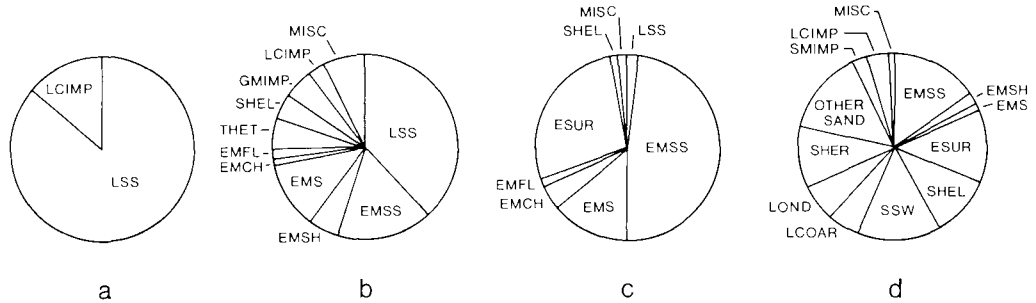 LCIMP
LSS
a
MISC
LCIMP
GMIMP
SHEL
THET
EMFL
EMCH
EMS
EMSH
EMSS
LSS
b
MISC
SHEL
LSS
ESUR
EMSS
EMFL
EMCH
EMS
c
MISC
LCIMP
SMIMP
OTHER
SAND
SHER
LOND
LCOAR
SSW
SHEL
ESUR
EMS
EMSH
EMSS
d